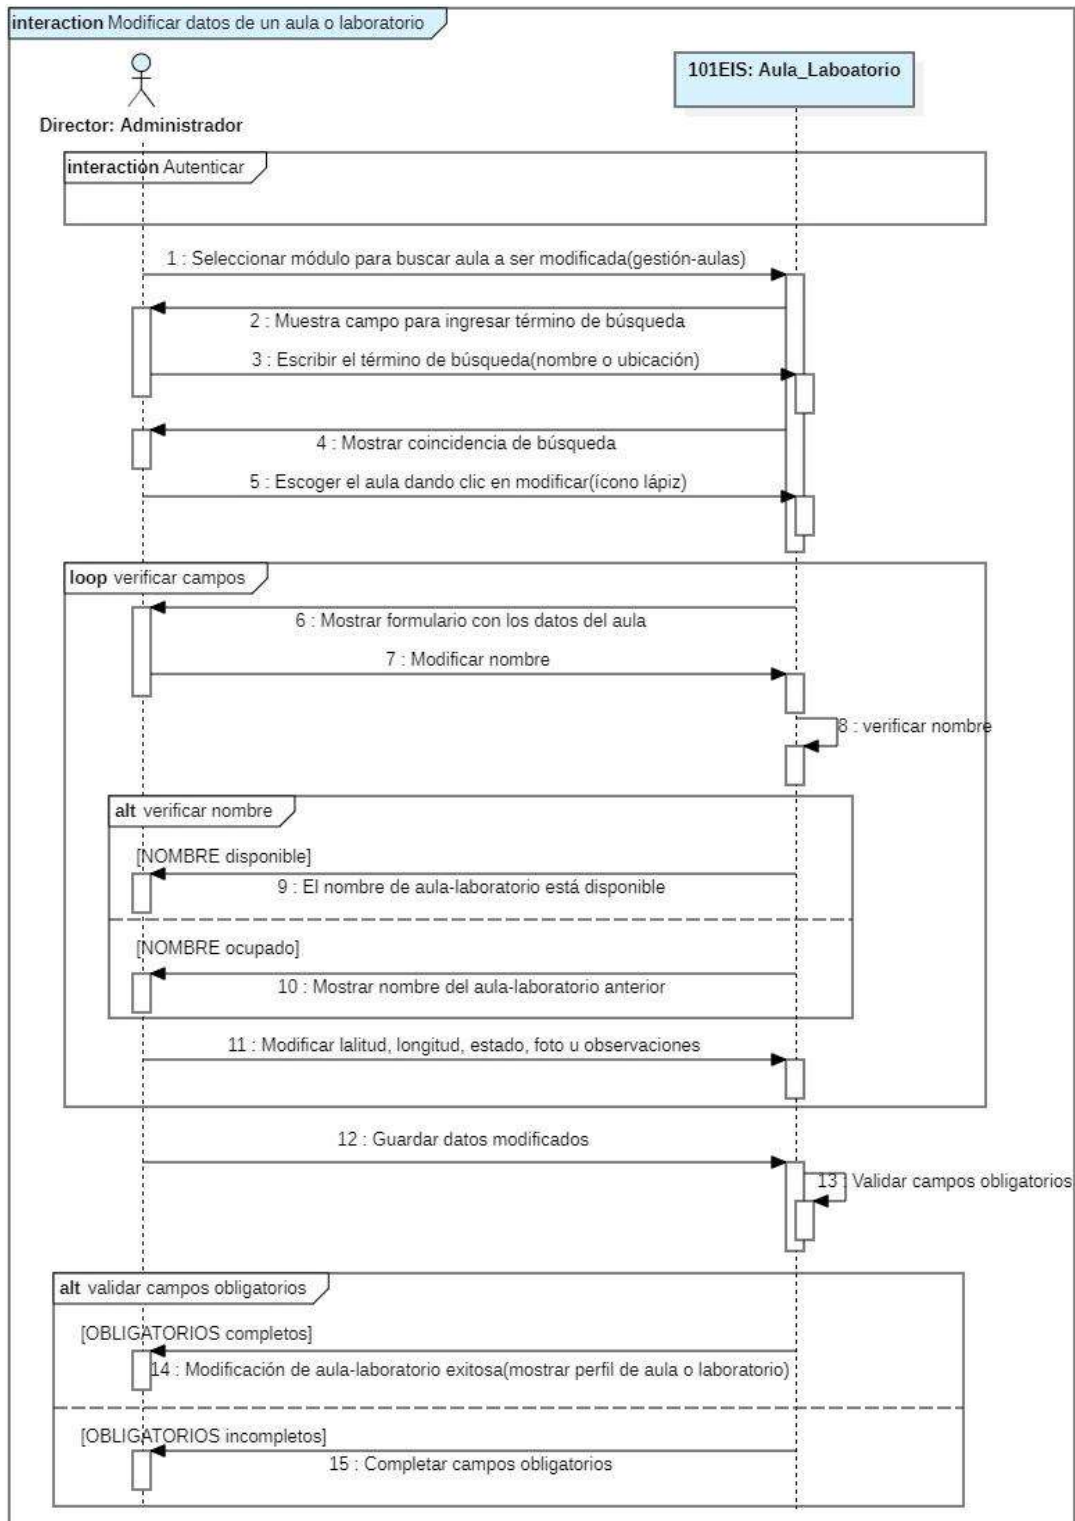 interaction Modificar datos de un aula o laboratorio
101EIS: Aula_Laboatorio
Director: Administrador
interaction Autenticar
1 : Seleccionar módulo para buscar aula a ser modificada(gestión-aulas)
2 : Muestra campo para ingresar término de búsqueda
3 : Escribir el término de búsqueda(nombre o ubicación)
4 : Mostrar coincidencia de búsqueda
5 : Escoger el aula dando clic en modificar(ícono lápiz)
loop verificar campos
6 : Mostrar formulario con los datos del aula
7 : Modificar nombre
8 : verificar nombre
alt verificar nombre
[NOMBRE disponible]
9 : El nombre de aula-laboratorio está disponible
[NOMBRE ocupado]
10 : Mostrar nombre del aula-laboratorio anterior
11 : Modificar lalitud, longitud, estado, foto u observaciones
12 : Guardar datos modificados
13 : Validar campos obligatorios
alt validar campos obligatorios
[OBLIGATORIOS completos]
14 : Modificación de aula-laboratorio exitosa(mostrar perfil de aula o laboratorio)
[OBLIGATORIOS incompletos]
15 : Completar campos obligatorios